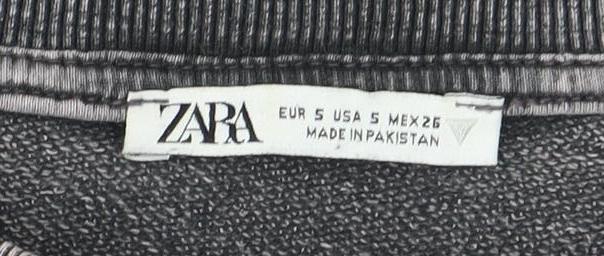 ZARA
EUR S USA S MEX 26
MADE IN PAKISTAN